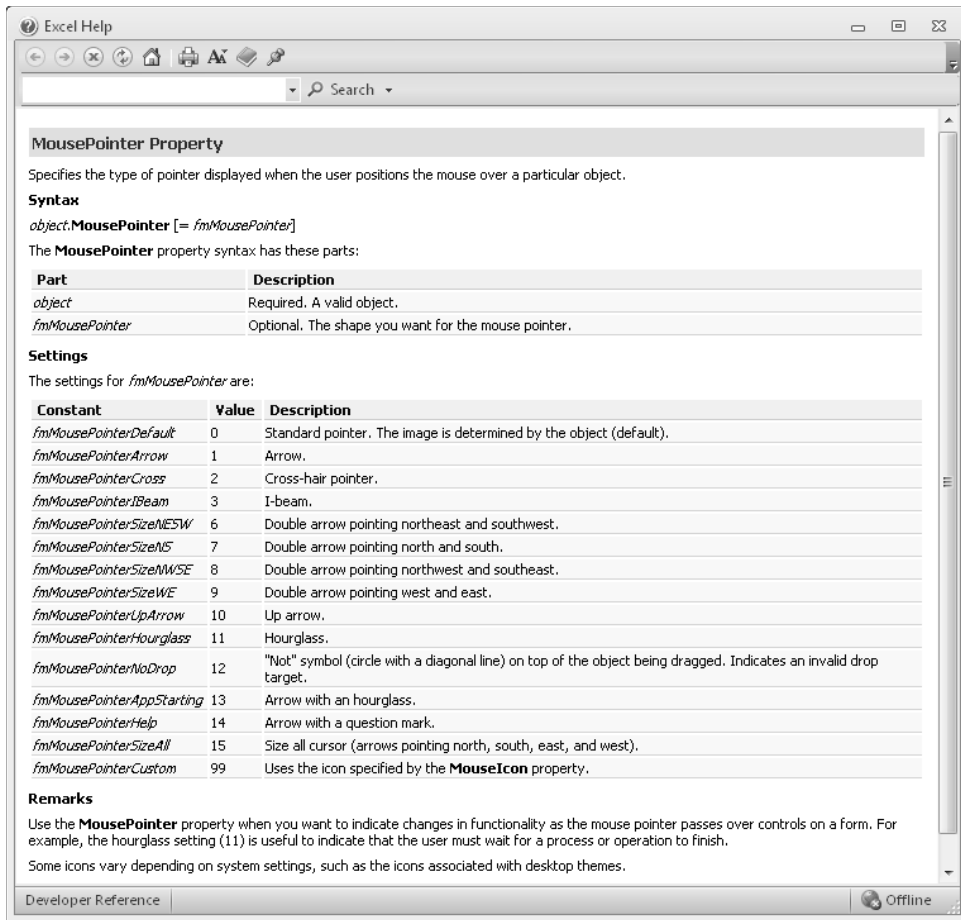 Excel Help
Search
MousePointer Property
Specifies the type of pointer displayed when the user positions the mouse over a particular object.
Syntax
object.MousePointer [= fmMousePointer]
The MousePointer property syntax has these parts:
Part Description
object Required. A valid object.
fmMousePointer Optional. The shape you want for the mouse pointer.
Settings
The settings for fmMousePointer are:
Constant Value Description
fmMousePointerDefault 0 Standard pointer. The image is determined by the object (default).
fmMousePointerArrow 1 Arrow.
fmMousePointerCross 2 Cross-hair pointer.
fmMousePointerIBeam 3 I-beam.
fmMousePointerSizeNESW 6 Double arrow pointing northeast and southwest.
fmMousePointerSizeNS 7 Double arrow pointing north and south.
fmMousePointerSizeNWSE 8 Double arrow pointing northwest and southeast.
fmMousePointerSizeWE 9 Double arrow pointing west and east.
fmMousePointerUpArrow 10 Up arrow.
fmMousePointerHourglass 11 Hourglass.
fmMousePointerNoDrop 12 "Not" symbol (circle with a diagonal line) on top of the object being dragged. Indicates an invalid drop
target.
fmMousePointerAppStarting 13 Arrow with an hourglass.
fmMousePointerHelp 14 Arrow with a question mark.
fmMousePointerSizeAll 15 Size all cursor (arrows pointing north, south, east, and west).
fmMousePointerCustom 99 Uses the icon specified by the MouseIcon property.
Remarks
Use the MousePointer property when you want to indicate changes in functionality as the mouse pointer passes over controls on a form. For
example, the hourglass setting (11) is useful to indicate that the user must wait for a process or operation to finish.
Some icons vary depending on system settings, such as the icons associated with desktop themes.
Developer Reference Offline